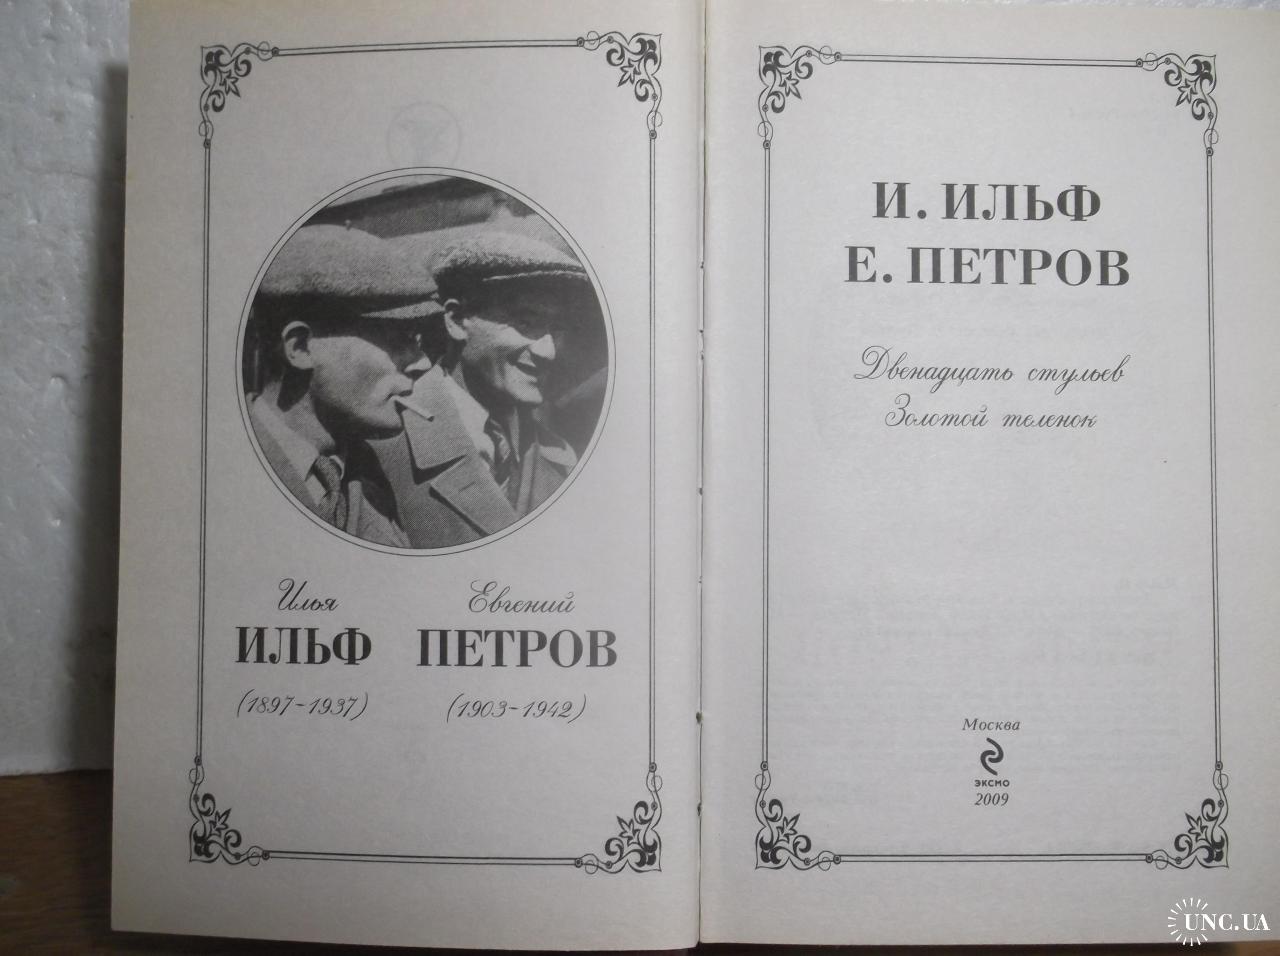 Илья
ИЛЬФ
(1897-1937)
Евгений
ПЕТРОВ
(1903-1942)
И. ИЛЬФ
Е. ПЕТРОВ
Двенадцать стульев
Золотой теленок
Москва
ЭКСМО
2009
UNC.UA